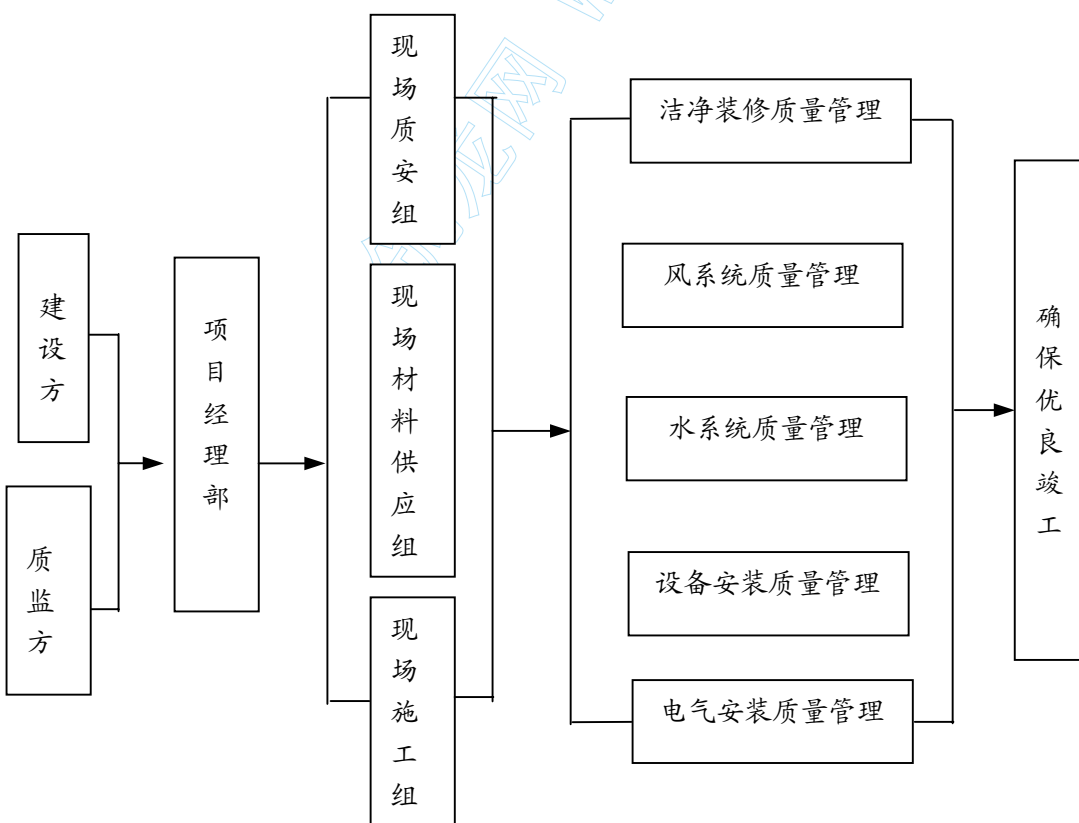 建设方
质监方
项目经理部
现场质安组
现场材料供应组
现场施工组
洁净装修质量管理
风系统质量管理
水系统质量管理
设备安装质量管理
电气安装质量管理
确保优良竣工
龙网